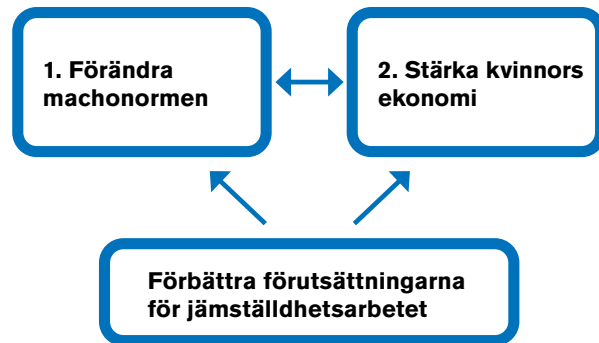 1. Förändra
machonormen
2. Stärka kvinnors
ekonomi
Förbättra förutsättningarna
för jämställdhetsarbetet